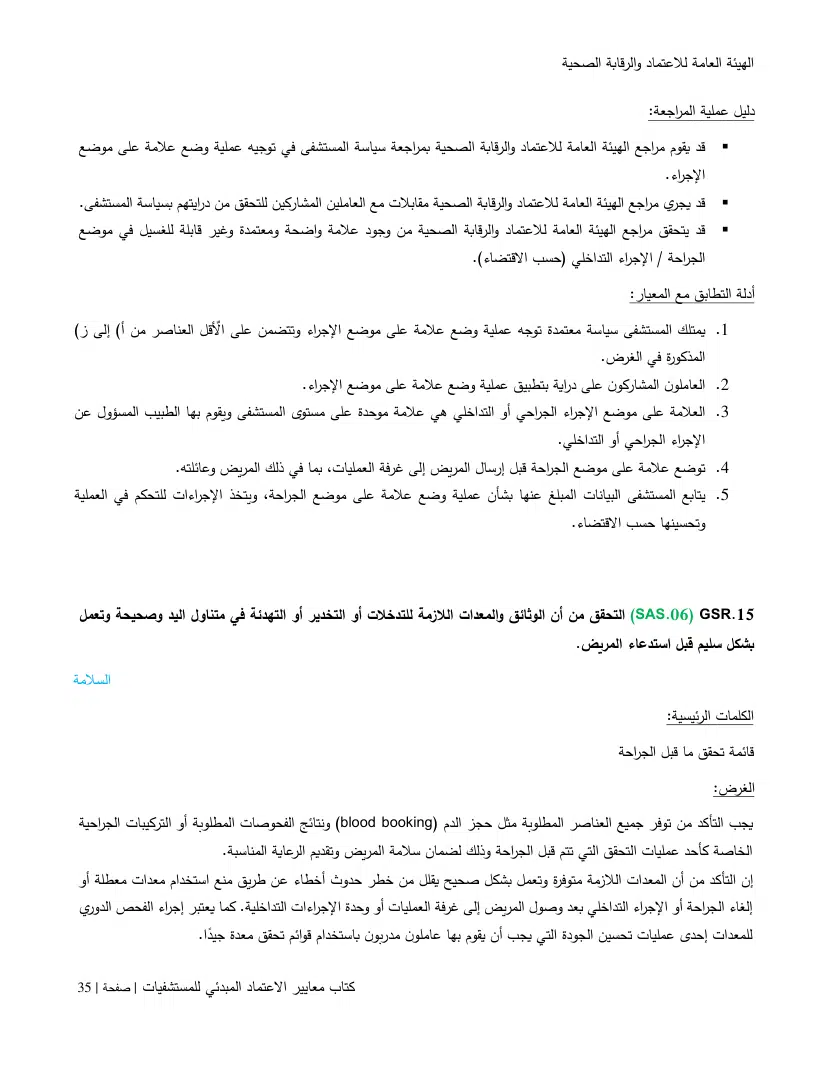 الهيئة العامة للاعتماد والرقابة الصحية
دليل عملية المراجعة:
▪ قد يقوم مراجع الهيئة العامة للاعتماد والرقابة الصحية بمراجعة سياسة المستشفى في توجيه عملية وضع علامة على موضع
الإجراء.
▪ قد يجري مراجع الهيئة العامة للاعتماد والرقابة الصحية مقابلات مع العاملين المشاركين للتحقق من درايتهم بسياسة المستشفى.
▪ قد يتحقق مراجع الهيئة العامة للاعتماد والرقابة الصحية من وجود علامة واضحة ومعتمدة وغير قابلة للغسيل في موضع
الجراحة / الإجراء التداخلي (حسب الاقتضاء).
أدلة التطابق مع المعيار:
1. يمتلك المستشفى سياسة معتمدة توجه عملية وضع علامة على موضع الإجراء وتتضمن على الأقل العناصر من أ) إلى ز)
المذكورة في الغرض.
2. العاملون المشاركون على دراية بتطبيق عملية وضع علامة على موضع الإجراء.
3. العلامة على موضع الإجراء الجراحي أو التداخلي هي علامة موحدة على مستوى المستشفى ويقوم بها الطبيب المسؤول عن
الإجراء الجراحي أو التداخلي.
4. توضع علامة على موضع الجراحة قبل إرسال المريض إلى غرفة العمليات، بما في ذلك المريض وعائلته.
5. يتابع المستشفى البيانات المبلغ عنها بشأن عملية وضع علامة على موضع الجراحة، ويتخذ الإجراءات للتحكم في العملية
وتحسينها حسب الاقتضاء.
GSR.15 (SAS.06) التحقق من أن الوثائق والمعدات اللازمة للتدخلات أو التخدير أو التهدئة في متناول اليد وصحيحة وتعمل
بشكل سليم قبل استدعاء المريض.
السلامة
الكلمات الرئيسية:
قائمة تحقق ما قبل الجراحة
الغرض:
يجب التأكد من توفر جميع العناصر المطلوبة مثل حجز الدم (blood booking) ونتائج الفحوصات المطلوبة أو التركيبات الجراحية
الخاصة كأحد عمليات التحقق التي تتم قبل الجراحة وذلك لضمان سلامة المريض وتقديم الرعاية المناسبة.
إن التأكد من أن المعدات اللازمة متوفرة وتعمل بشكل صحيح يقلل من خطر حدوث أخطاء عن طريق منع استخدام معدات معطلة أو
إلغاء الجراحة أو الإجراء التداخلي بعد وصول المريض إلى غرفة العمليات أو وحدة الإجراءات التداخلية. كما يعتبر إجراء الفحص الدوري
للمعدات إحدى عمليات تحسين الجودة التي يجب أن يقوم بها عاملون مدربون باستخدام قوائم تحقق معدة جيدًا.
كتاب معايير الاعتماد المبدئي للمستشفيات | صفحة | 35